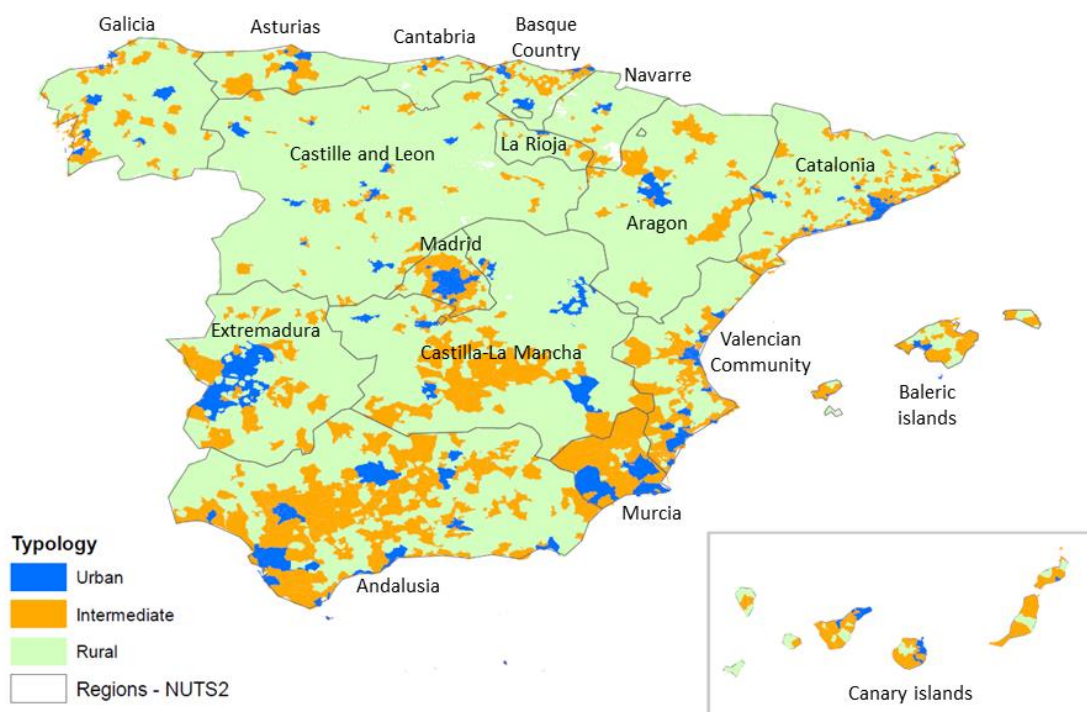 Galicia
Asturias
Cantabria
Basque
Country
Navarre
La Rioja
Castille and Leon
Catalonia
Aragon
Madrid
Extremadura
Castilla-La Mancha
Valencian
Community
Baleric
islands
Murcia
Andalusia
Typology
Urban
Intermediate
Rural
Regions - NUTS2
Canary islands